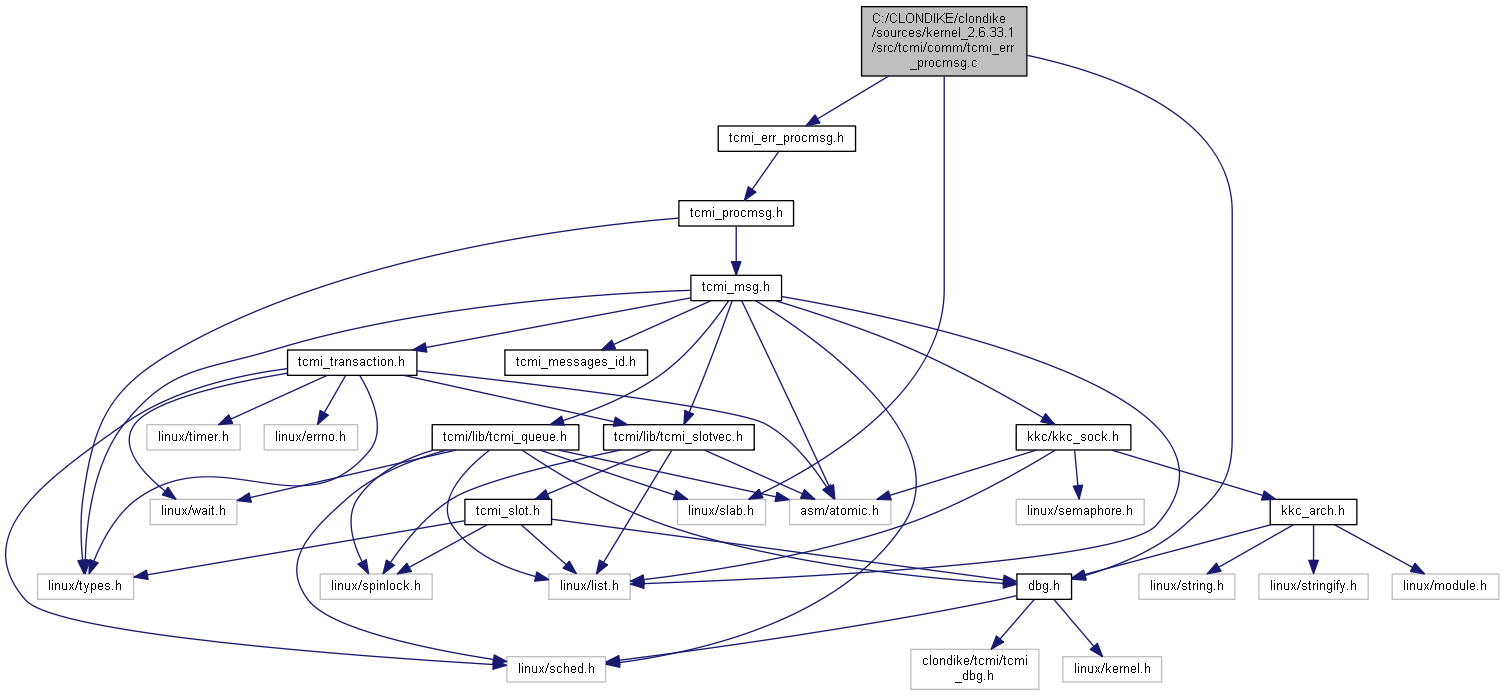 C:/CLONDIKE/clondike
/sources/kernel_2.6.33.1
/src/tcmi/comm/tcmi_err
_procmsg.c
tcmi_err_procmsg.h
tcmi_procmsg.h
tcmi_msg.h
tcmi_transaction.h
tcmi_messages_id.h
linux/timer.h
linux/errno.h
tcmi/lib/tcmi_queue.h
tcmi/lib/tcmi_slotvec.h
kkc/kkc_sock.h
linux/wait.h
tcmi_slot.h
linux/slab.h
asm/atomic.h
linux/semaphore.h
kkc_arch.h
linux/types.h
linux/spinlock.h
linux/list.h
dbg.h
linux/string.h
linux/stringify.h
linux/module.h
linux/sched.h
clondike/tcmi/tcmi
_dbg.h
linux/kernel.h